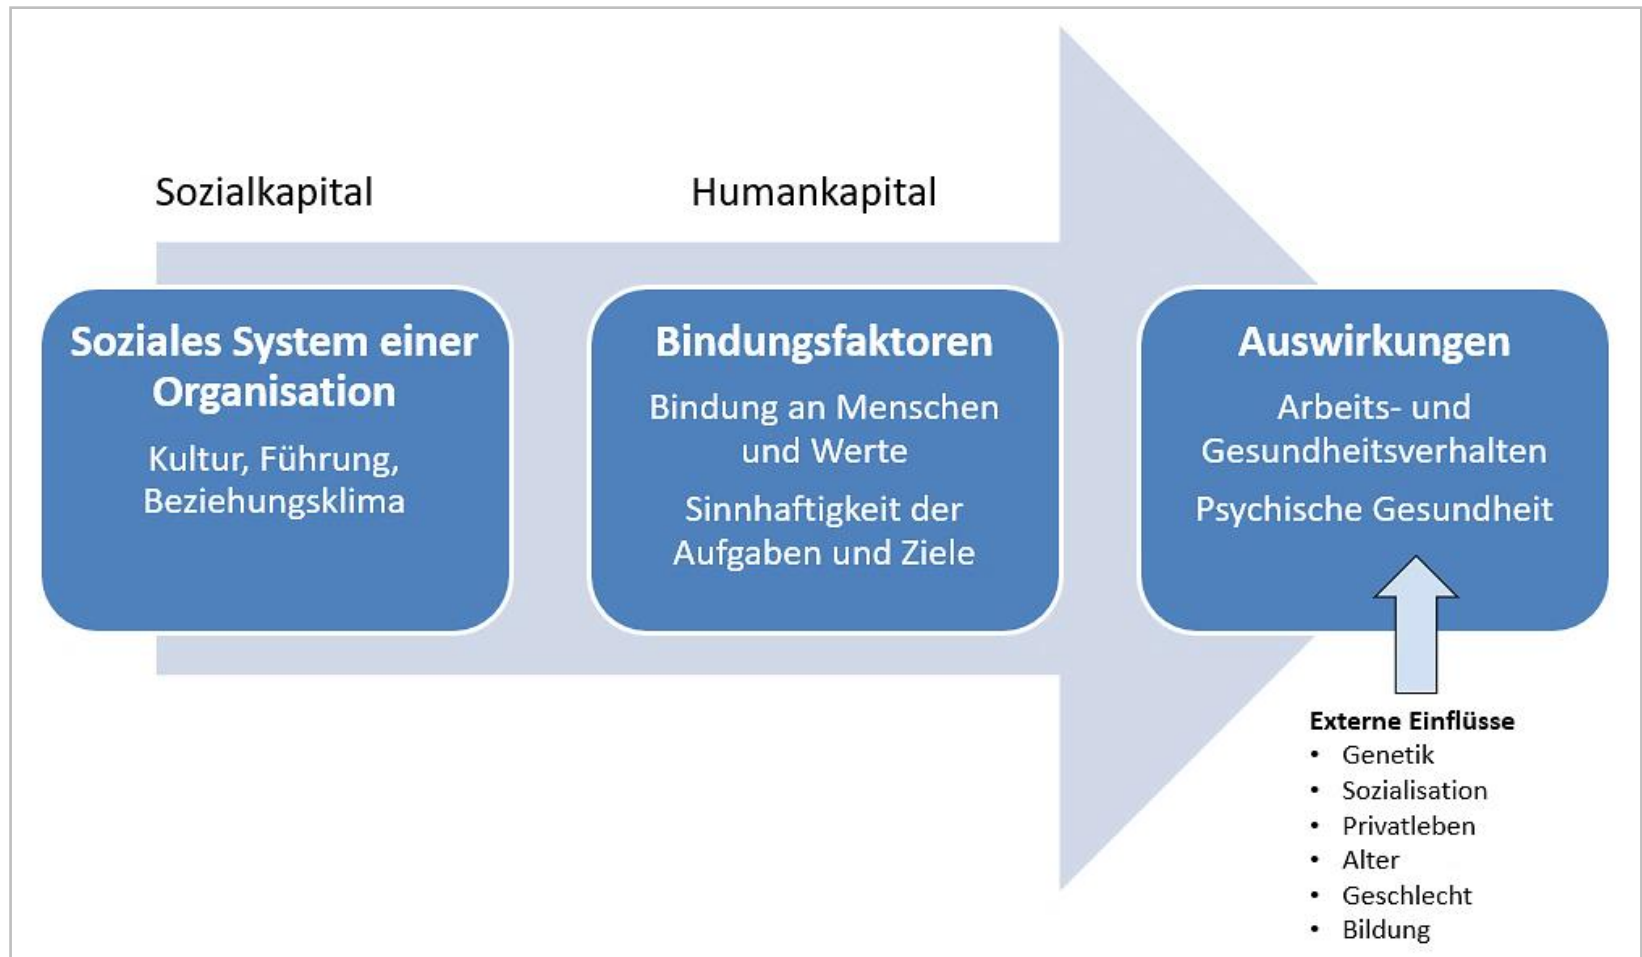 Sozialkapital
Humankapital
Soziales System einer
Organisation
Kultur, Führung,
Beziehungsklima
Bindungsfaktoren
Bindung an Menschen
und Werte
Sinnhaftigkeit der
Aufgaben und Ziele
Auswirkungen
Arbeits- und
Gesundheitsverhalten
Psychische Gesundheit
Externe Einflüsse
• Genetik
• Sozialisation
• Privatleben
• Alter
• Geschlecht
• Bildung